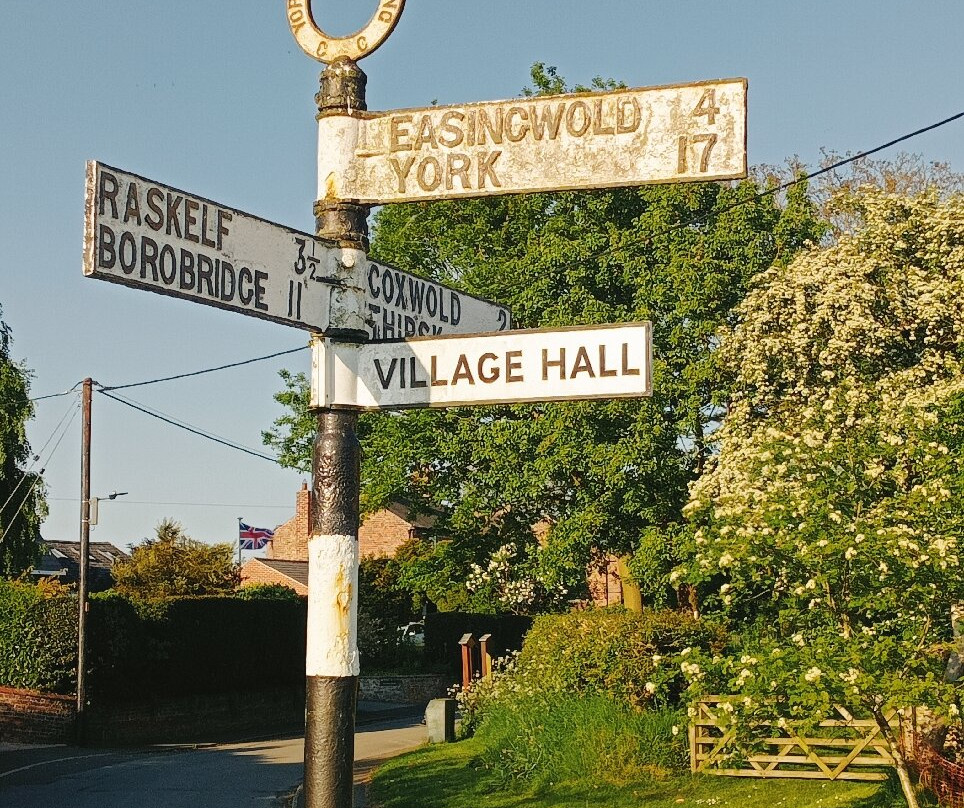 EASINGWOLD 4
YORK 17
RASKELF 3½
BOROBRIDGE 11
COXWOLD
THIRSK
VILLAGE HALL